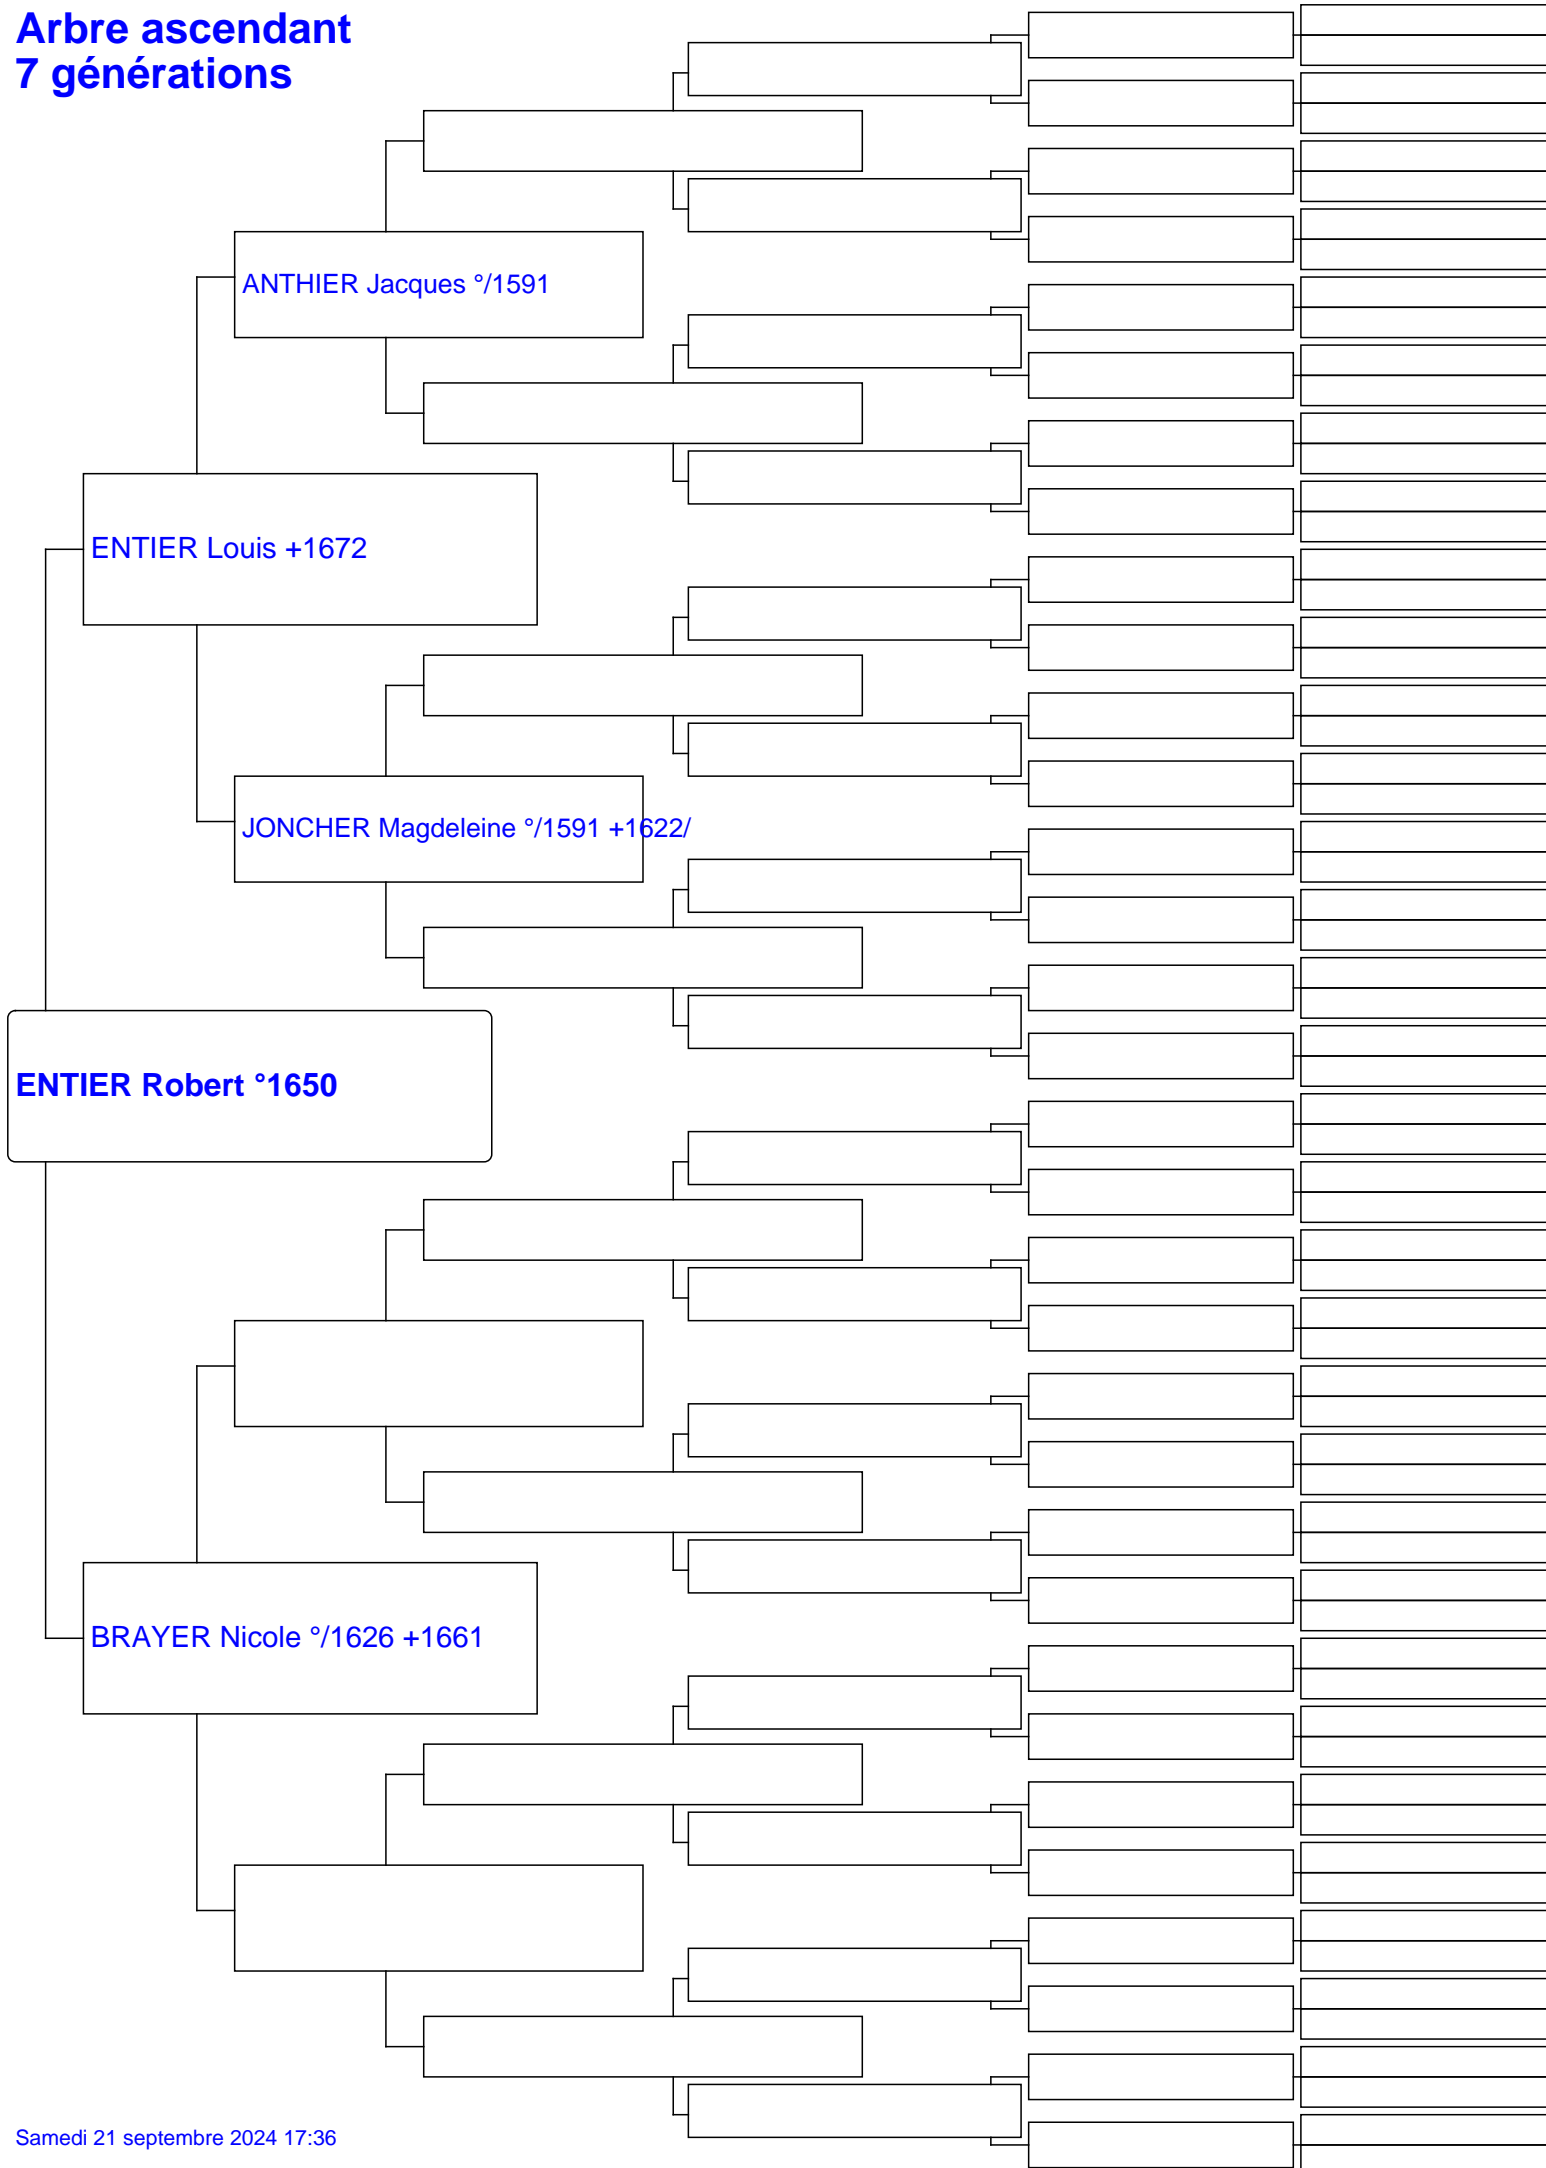 Arbre ascendant
7 générations
ANTHIER Jacques °/1591
ENTIER Louis +1672
JONCHER Magdeleine °/1591 +1622/
ENTIER Robert °1650
BRAYER Nicole °/1626 +1661
Samedi 21 septembre 2024 17:36